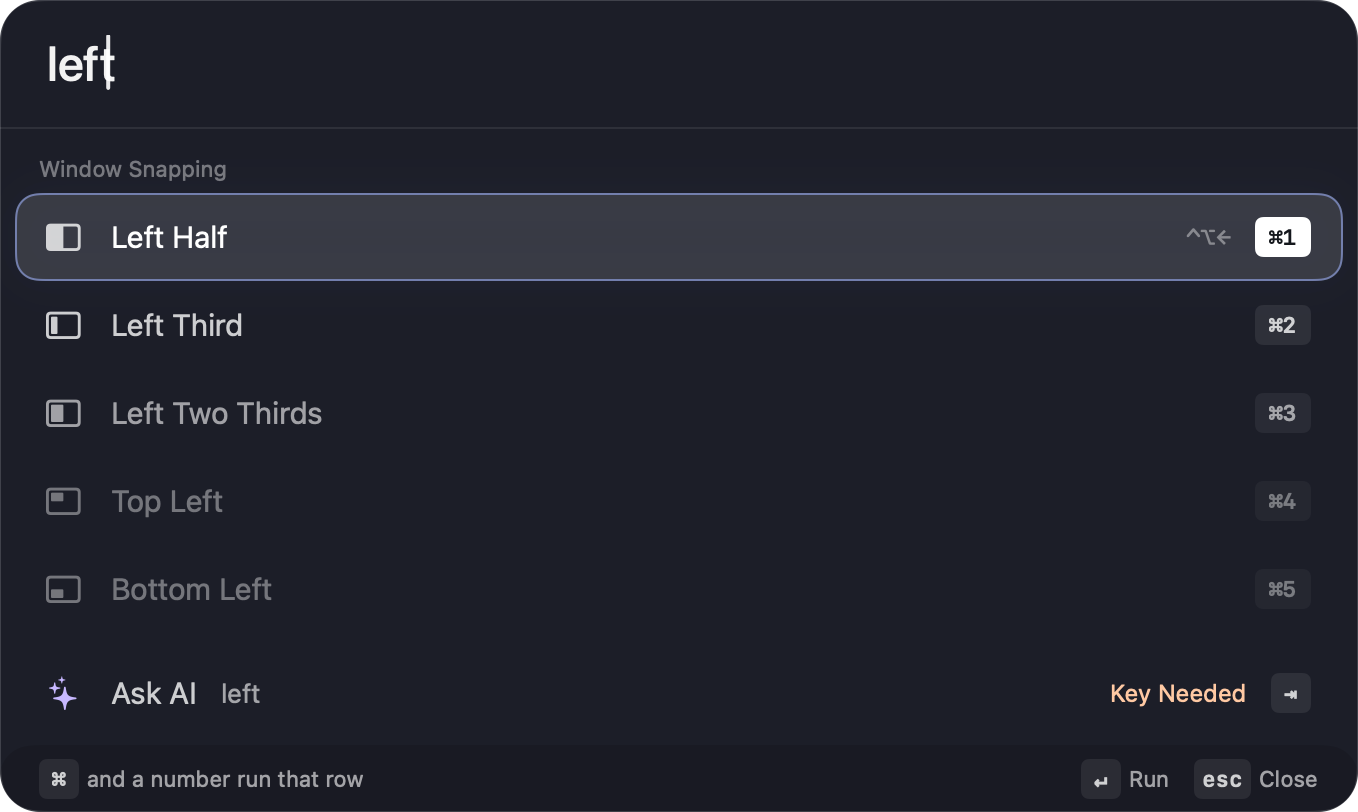 left
Window Snapping
Left Half ^⌥← ⌘1
Left Third ⌘2
Left Two Thirds ⌘3
Top Left ⌘4
Bottom Left ⌘5
Ask AI left Key Needed ⇥
⌘ and a number run that row ↵ Run esc Close